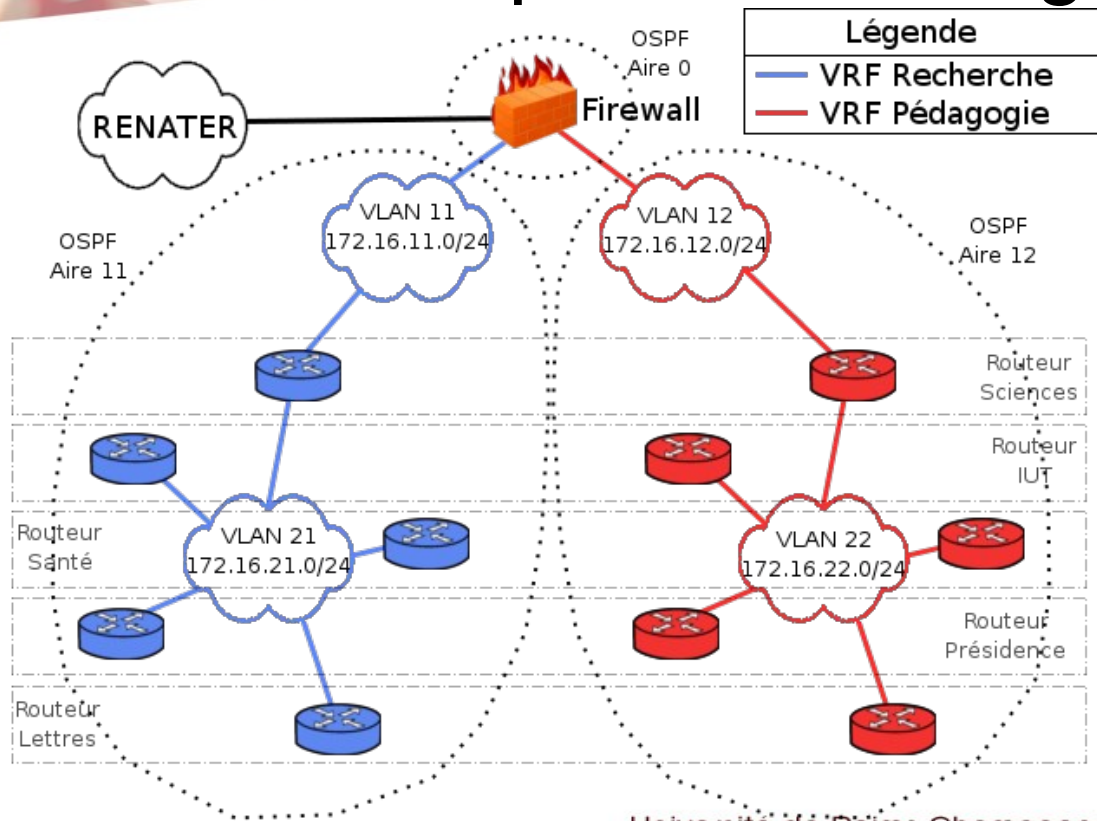 OSPF
Aire 0
Légende
VRF Recherche
VRF Pédagogie
RENATER
Firewall
VLAN 11
172.16.11.0/24
VLAN 12
172.16.12.0/24
OSPF
Aire 11
OSPF
Aire 12
Routeur
Sciences
Routeur
IUT
Routeur
Santé
VLAN 21
172.16.21.0/24
VLAN 22
172.16.22.0/24
Routeur
Présidence
Routeur
Lettres